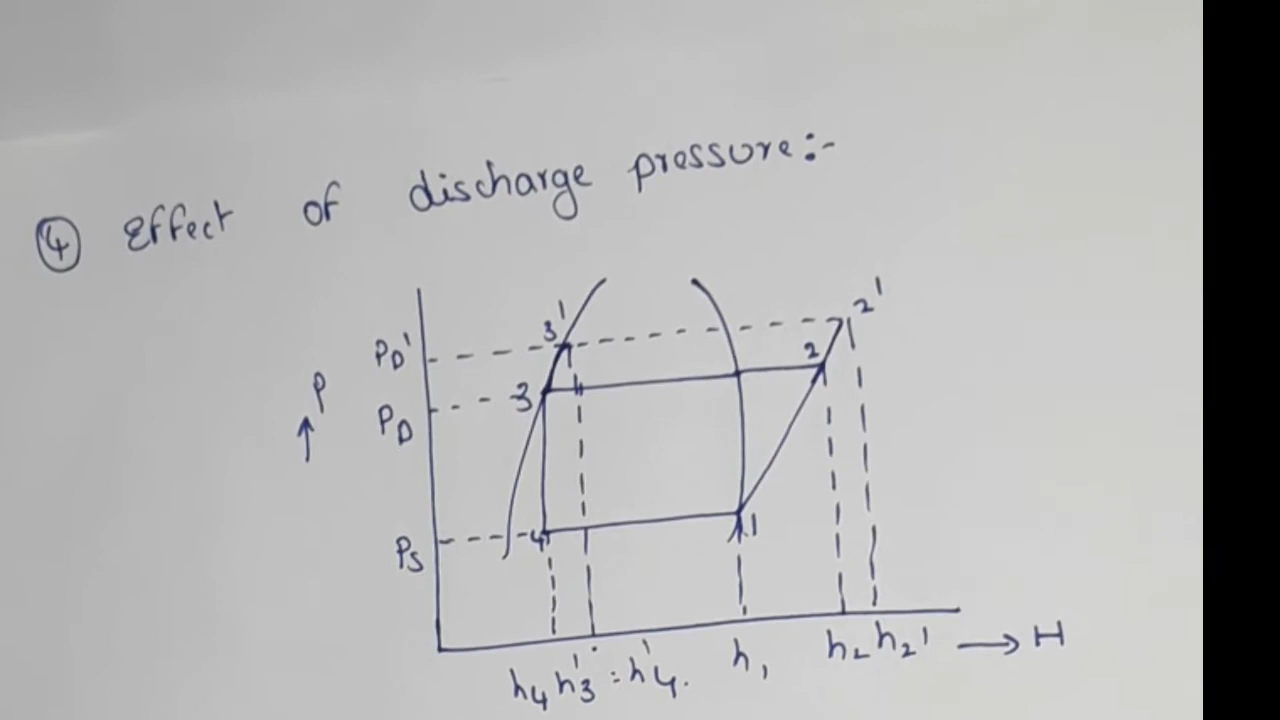 ④ Effect of discharge pressure:-
3' 2'
PD'
2
↑ P
3
PD
PS
4 1
h4 h3' = h4' h1 h2 h2' → H